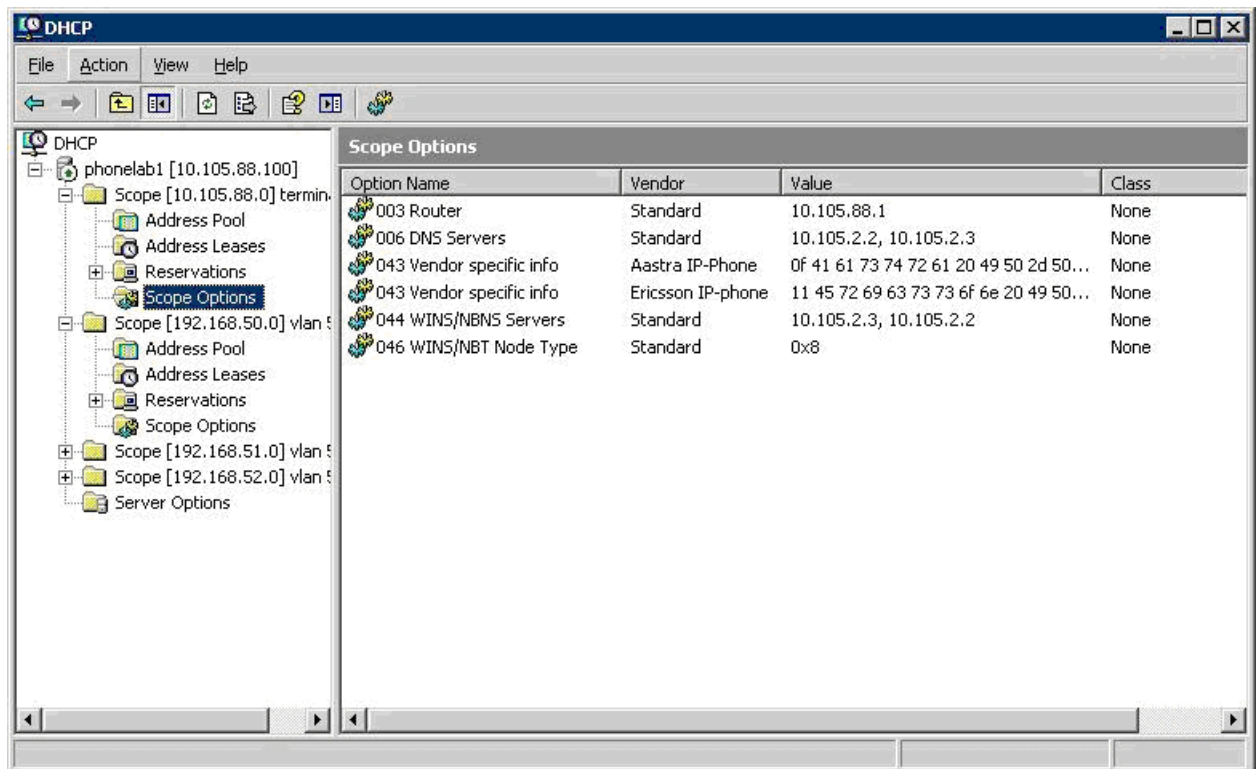 DHCP
File Action View Help
DHCP
phonelab1 [10.105.88.100]
Scope [10.105.88.0] termin
Address Pool
Address Leases
Reservations
Scope Options
Scope [192.168.50.0] vlan 5
Address Pool
Address Leases
Reservations
Scope Options
Scope [192.168.51.0] vlan 5
Scope [192.168.52.0] vlan 5
Server Options
Scope Options
Option Name Vendor Value Class
003 Router Standard 10.105.88.1 None
006 DNS Servers Standard 10.105.2.2, 10.105.2.3 None
043 Vendor specific info Aastra IP-Phone 0f 41 61 73 74 72 61 20 49 50 2d 50... None
043 Vendor specific info Ericsson IP-phone 11 45 72 69 63 73 73 6f 6e 20 49 50... None
044 WINS/NBNS Servers Standard 10.105.2.3, 10.105.2.2 None
046 WINS/NBT Node Type Standard 0x8 None